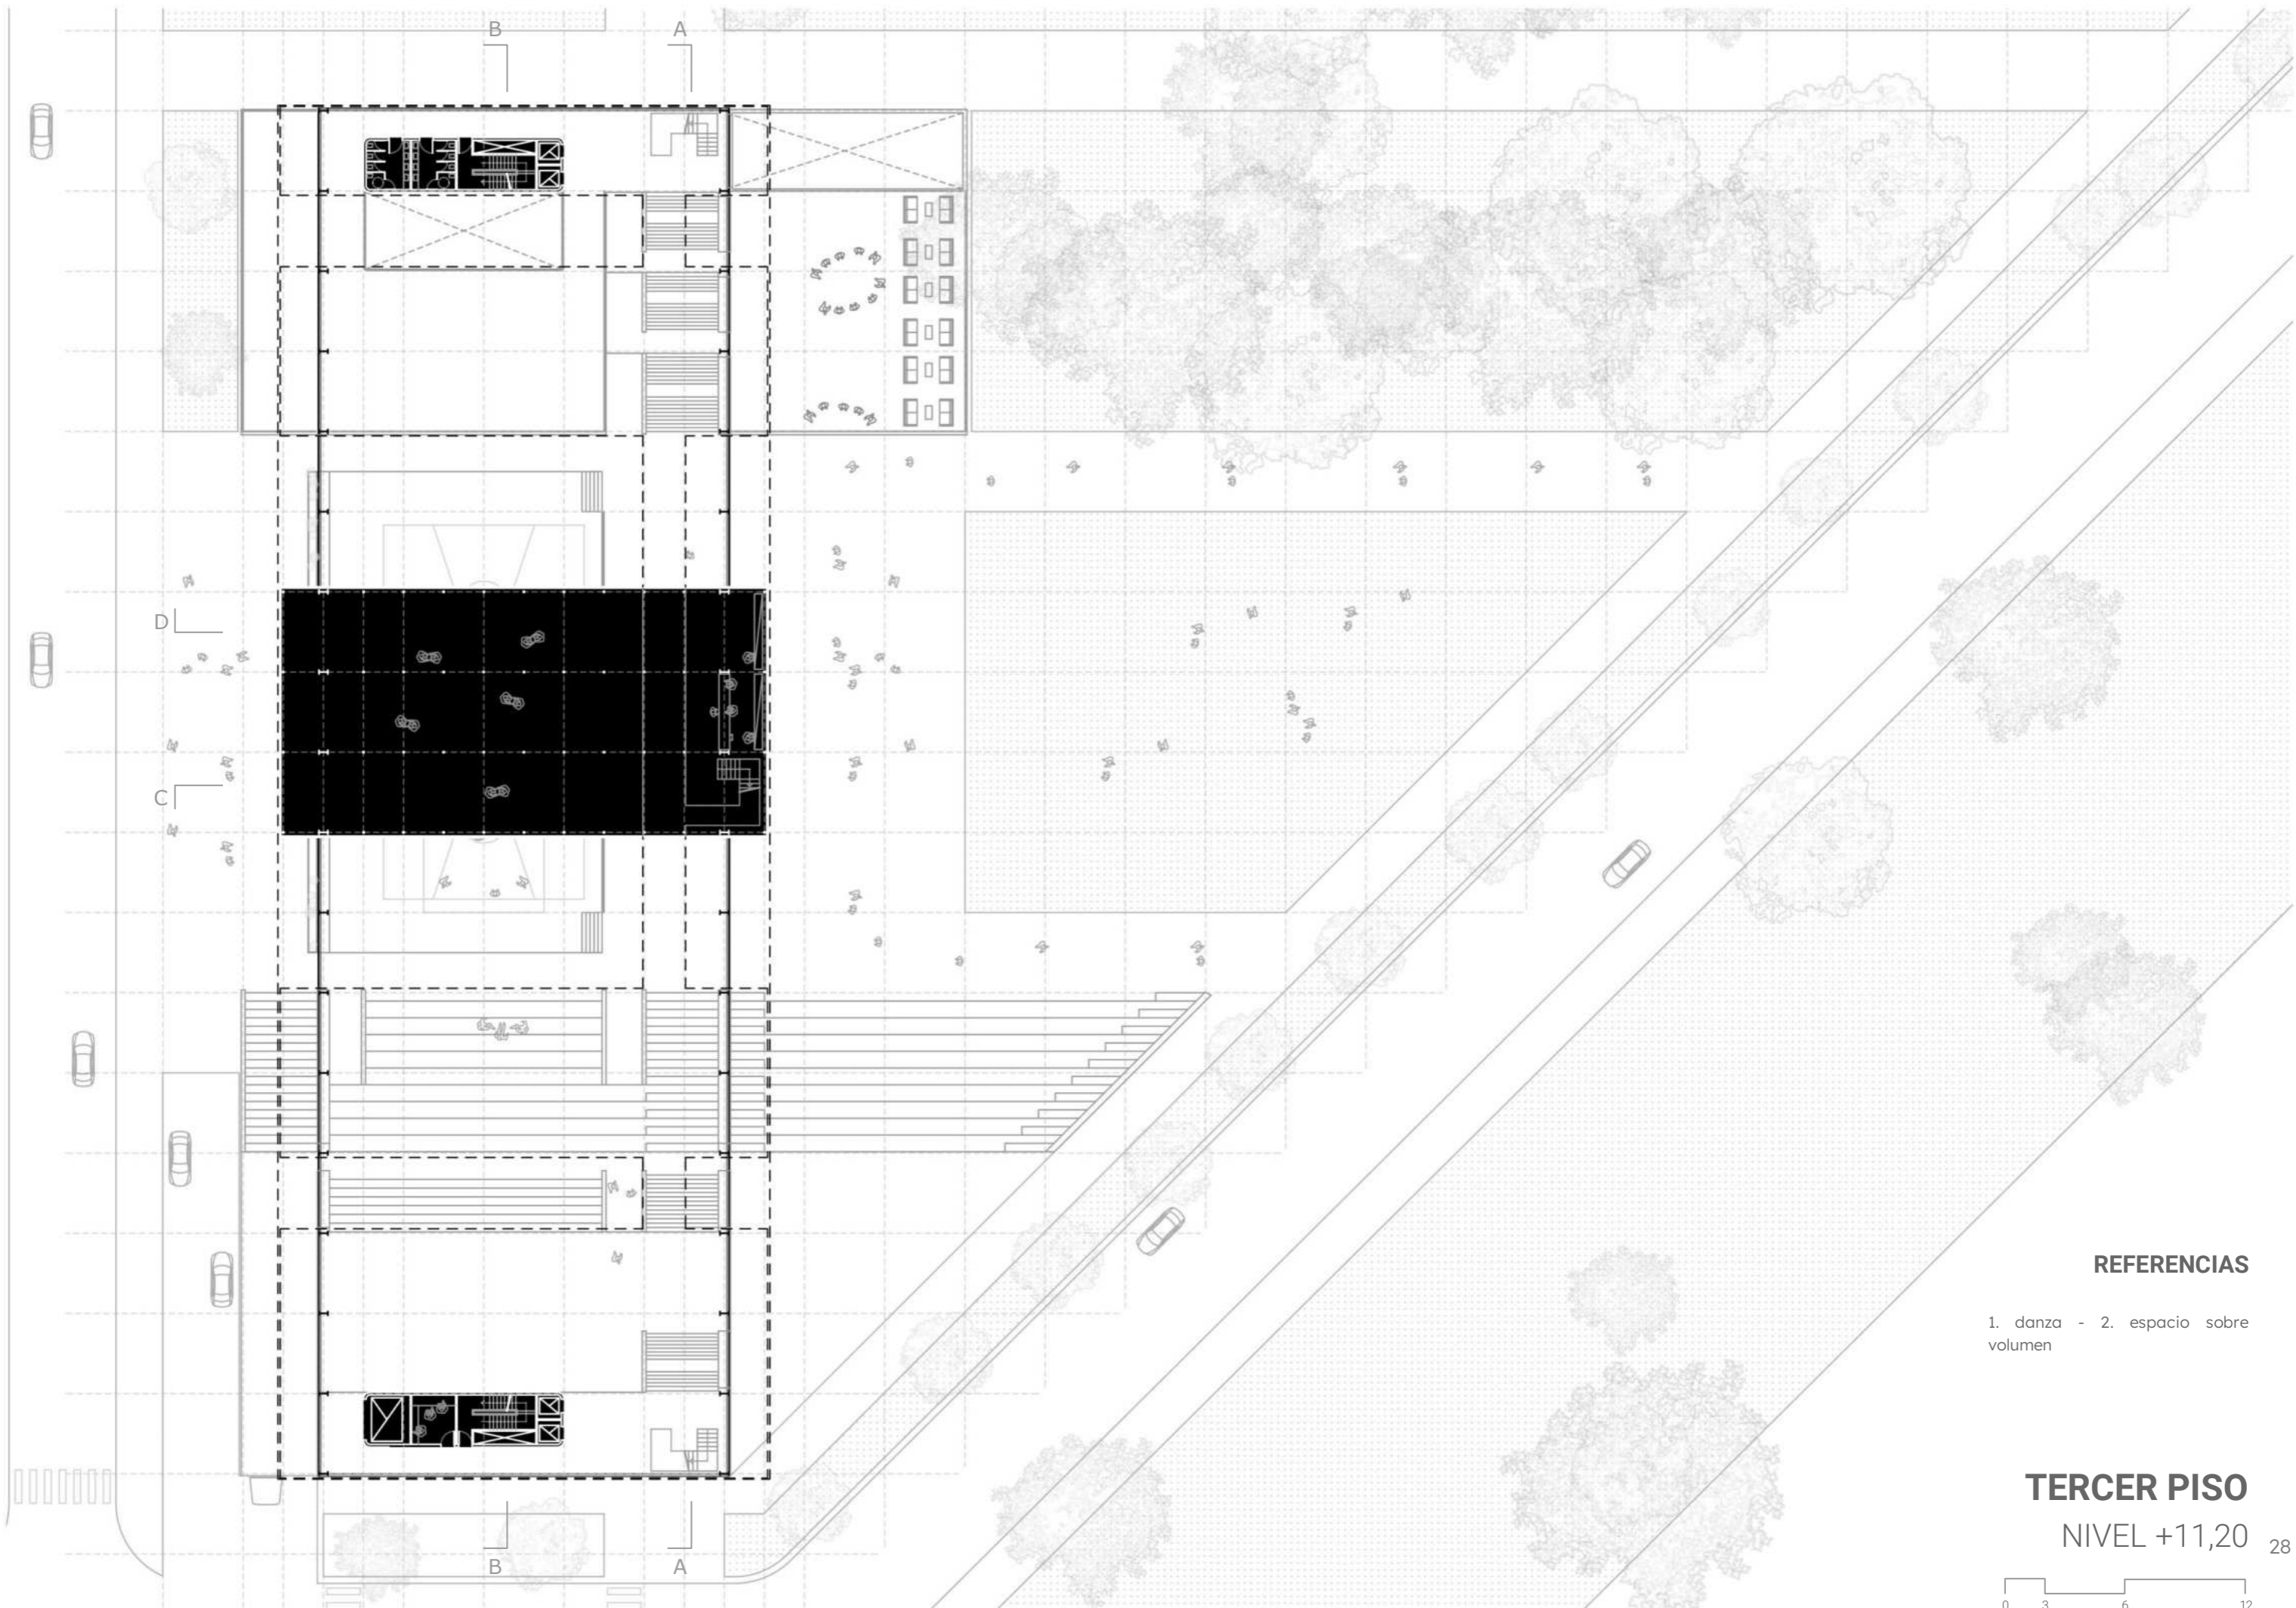 B
A
D
C
REFERENCIAS
1. danza - 2. espacio sobre
volumen
TERCER PISO
NIVEL +11,20
28
B
A
0 3 6 12